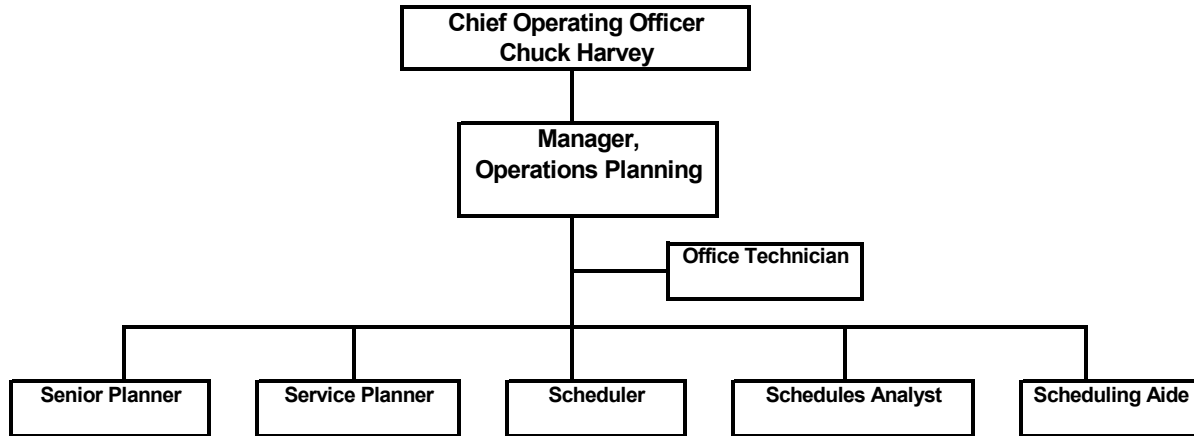 Chief Operating Officer
Chuck Harvey
Manager,
Operations Planning
Office Technician
Senior Planner
Service Planner
Scheduler
Schedules Analyst
Scheduling Aide